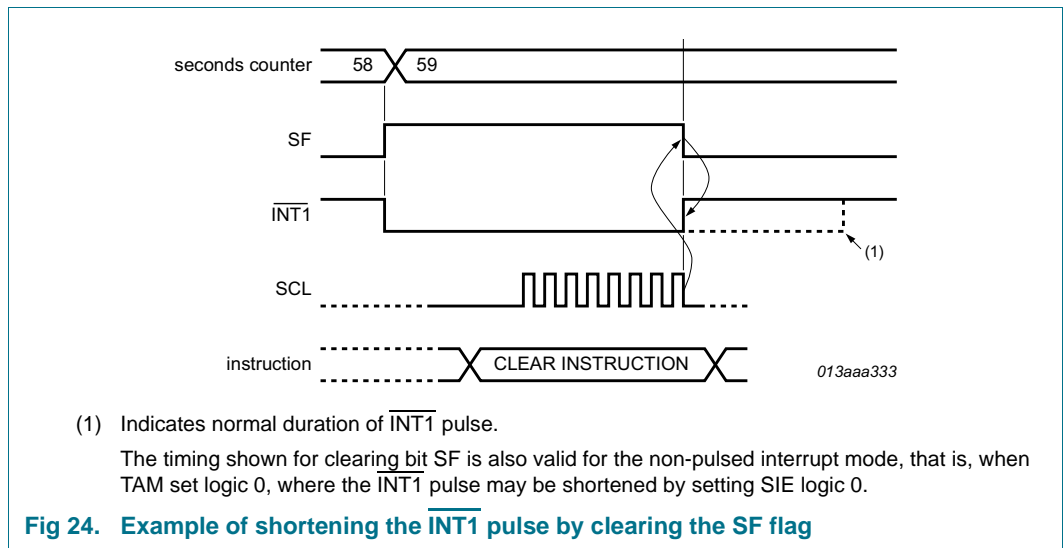 seconds counter 58 59
SF
INT1
(1)
SCL
instruction CLEAR INSTRUCTION
013aaa333
(1) Indicates normal duration of INT1 pulse.
The timing shown for clearing bit SF is also valid for the non-pulsed interrupt mode, that is, when
TAM set logic 0, where the INT1 pulse may be shortened by setting SIE logic 0.
Fig 24. Example of shortening the INT1 pulse by clearing the SF flag